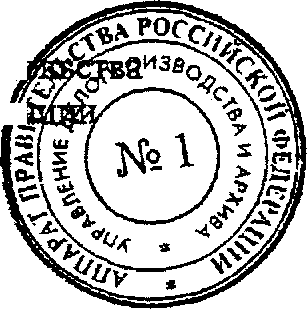 АППАРАТ ПРАВИТЕЛЬСТВА РОССИЙСКОЙ ФЕДЕРАЦИИ
УПРАВЛЕНИЕ ДЕЛОПРОИЗВОДСТВА И АРХИВА
№ 1